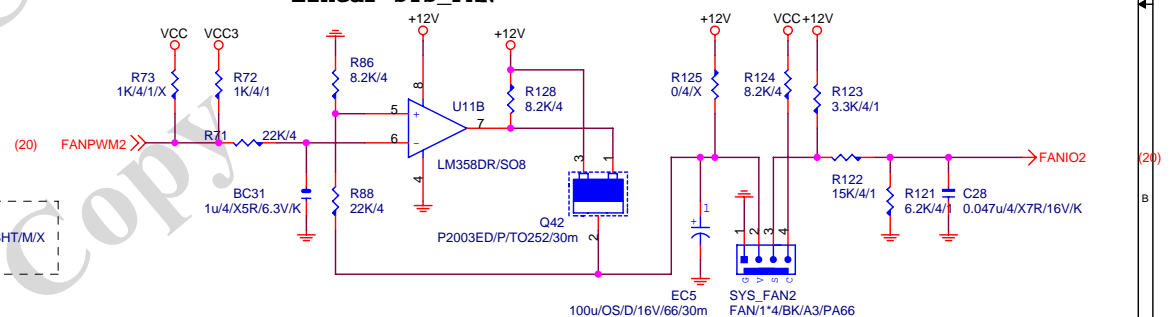 +12V
+12V
+12V
VCC
+12V
VCC
VCC3
R73
1K/4/1/X
R72
1K/4/1
R86
8.2K/4
8
U11B
R128
8.2K/4
R125
0/4/X
R124
8.2K/4
R123
3.3K/4/1
5
+
7
(20)
FANPWM2
R71
22K/4
6
-
LM358DR/SO8
3
1
FANIO2
(20)
4
R122
15K/4/1
BC31
1u/4/X5R/6.3V/K
R88
22K/4
R121
6.2K/4/1
C28
0.047u/4/X7R/16V/K
B
Q42
P2003ED/P/TO252/30m
2
+
1
1
2
3
4
HT/M/X
G
V
S
C
EC5
100u/OS/D/16V/66/30m
SYS_FAN2
FAN/1*4/BK/A3/PA66
Copy